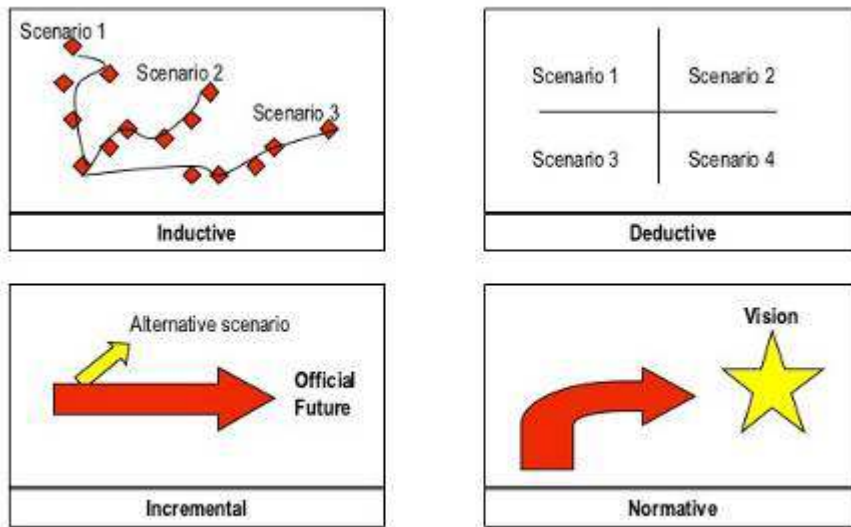 Scenario 1
Scenario 2
Scenario 3
Inductive
Scenario 1
Scenario 2
Scenario 3
Scenario 4
Deductive
Alternative scenario
Official
Future
Incremental
Vision
Normative